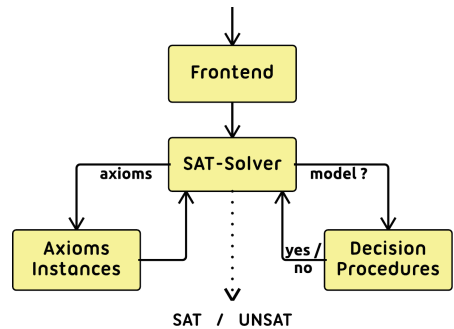 Frontend
SAT-Solver
axioms
model ?
Axioms
Instances
yes /
no
Decision
Procedures
SAT / UNSAT